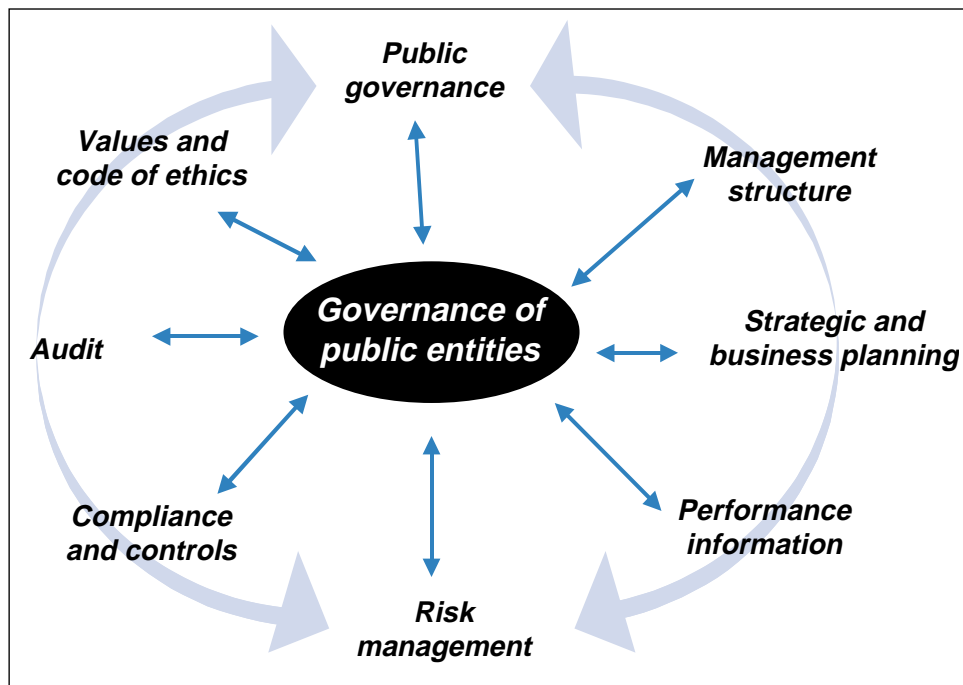 Public
governance
Values and
code of ethics
Management
structure
Governance of
public entities
Strategic and
business planning
Audit
Compliance
and controls
Performance
information
Risk
management